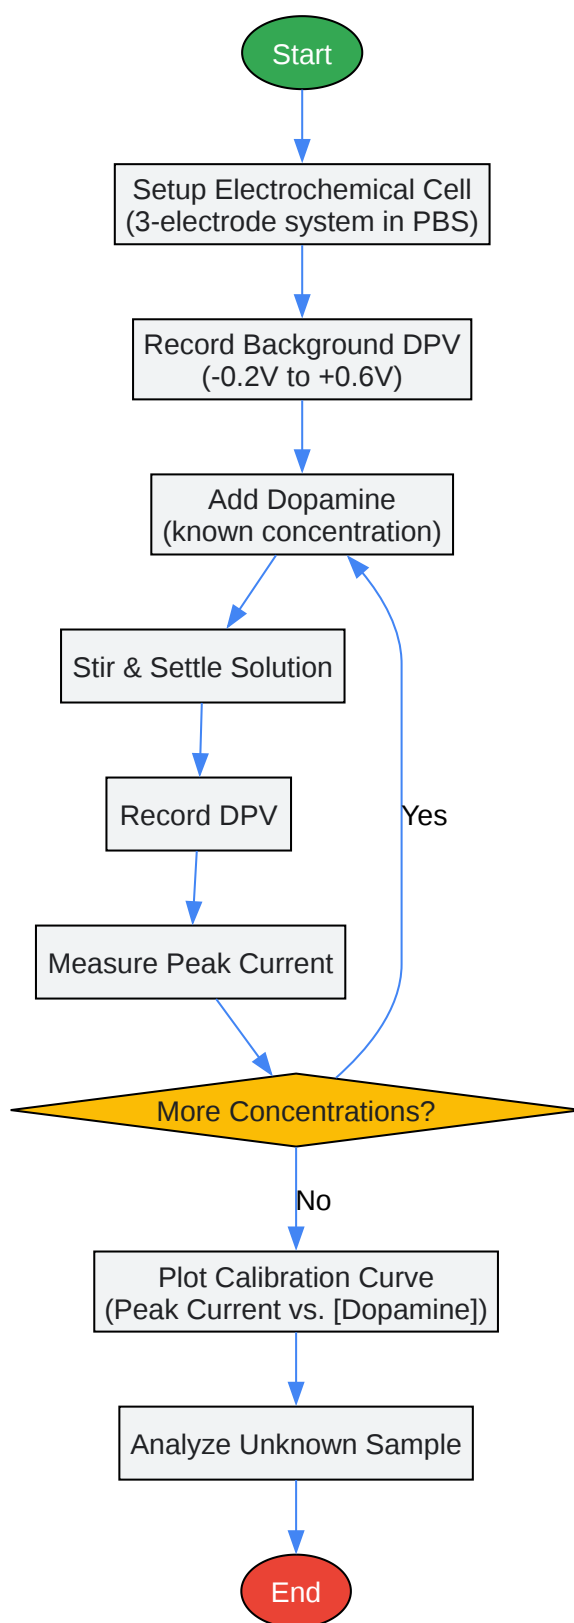 Start
Setup Electrochemical Cell
(3-electrode system in PBS)
Record Background DPV
(-0.2V to +0.6V)
Add Dopamine
(known concentration)
Stir & Settle Solution
Record DPV
Yes
Measure Peak Current
More Concentrations?
No
Plot Calibration Curve
(Peak Current vs. [Dopamine])
Analyze Unknown Sample
End